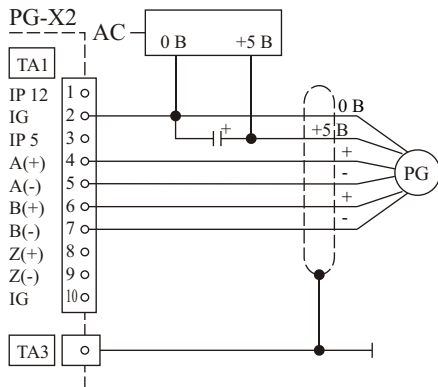 PG-X2
AC
0 В
+5 В
TA1
IP 12
1
IG
2
0 В
IP 5
3
+
+5 В
A(+)
4
+
A(-)
5
-
PG
B(+)
6
+
B(-)
7
-
Z(+)
8
Z(-)
9
IG
10
TA3